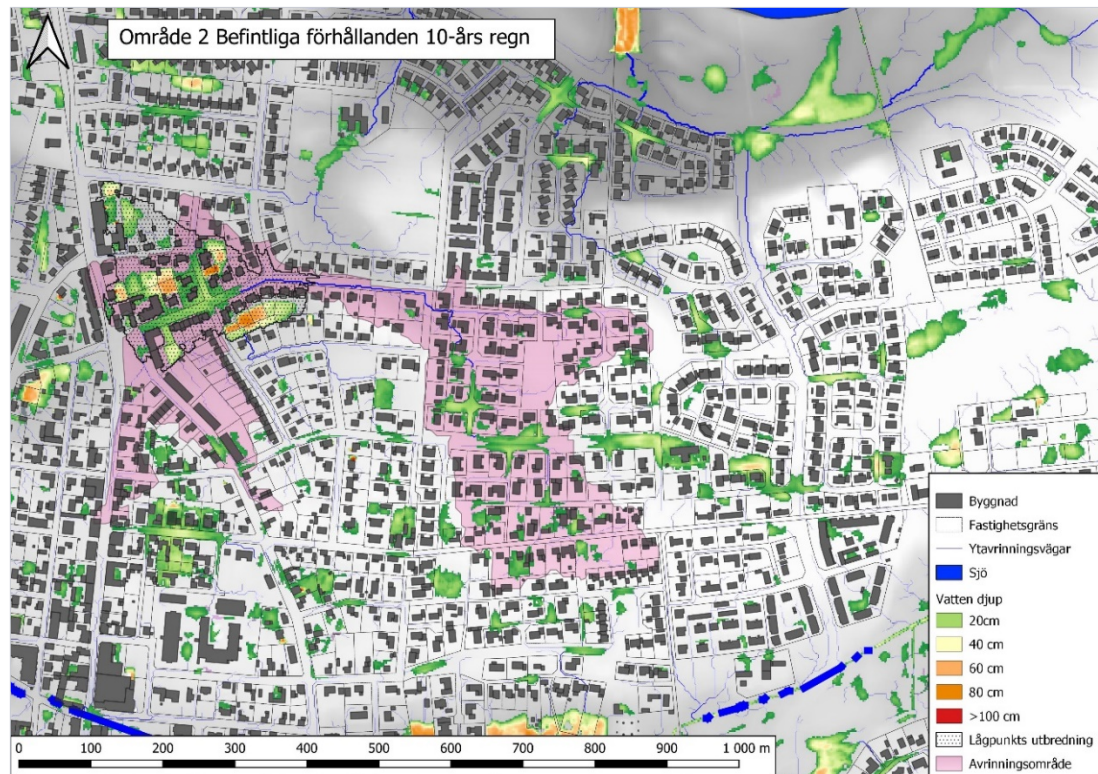 Område 2 Befintliga förhållanden 10-års regn
Byggnad
Fastighetsgräns
Ytavrinningsvägar
Sjö
Vatten djup
20cm
40 cm
60 cm
80 cm
>100 cm
Lågpunkts utbredning
Avrinningsområde
0 100 200 300 400 500 600 700 800 900 1 000 m